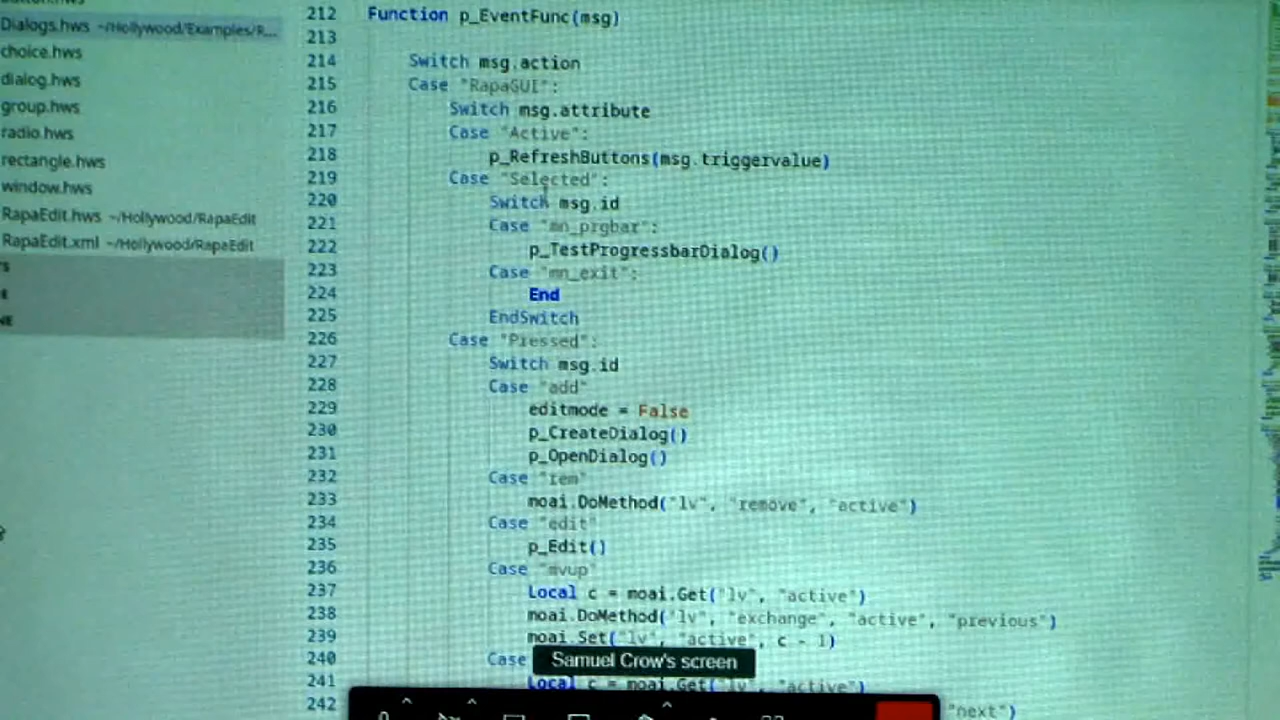 Dialogs.hws ~/Hollywood/Examples/R...
choice.hws
dialog.hws
group.hws
radio.hws
rectangle.hws
window.hws
RapaEdit.hws ~/Hollywood/RapaEdit
RapaEdit.xml ~/Hollywood/RapaEdit
212 Function p_EventFunc(msg)
213
214 Switch msg.action
215 Case "RapaGUI":
216 Switch msg.attribute
217 Case "Active":
218 p_RefreshButtons(msg.triggervalue)
219 Case "Selected":
220 Switch msg.id
221 Case "mn_prgbar":
222 p_TestProgressbarDialog()
223 Case "mn_exit":
224 End
225 EndSwitch
226 Case "Pressed":
227 Switch msg.id
228 Case "add"
229 editmode = False
230 p_CreateDialog()
231 p_OpenDialog()
232 Case "rem"
233 moai.DoMethod("lv", "remove", "active")
234 Case "edit"
235 p_Edit()
236 Case "mvup"
237 Local c = moai.Get("lv", "active")
238 moai.DoMethod("lv", "exchange", "active", "previous")
239 moai.Set("lv", "active", c - 1)
240 Case
Samuel Crow's screen
241 Local c = moai.Get("lv", "active")
242 "next")